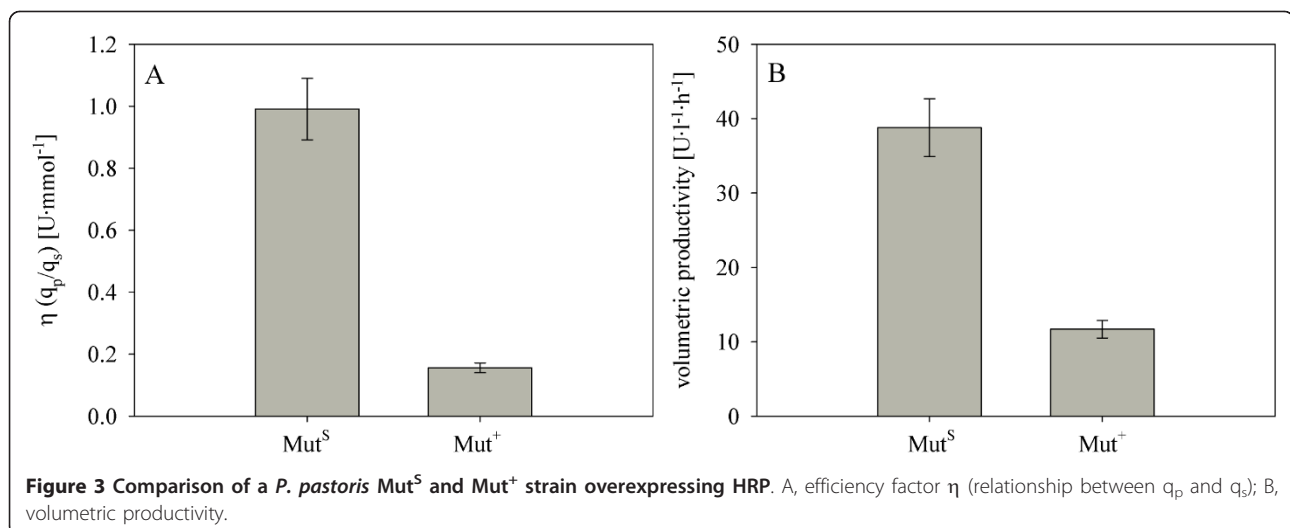 1.2
1.0
0.8
0.6
0.4
0.2
0.0
η (qp/qs) [U·mmol⁻¹]
A
Mutˢ
Mut⁺
50
40
30
20
10
0
volumetric productivity [U·l⁻¹·h⁻¹]
B
Mutˢ
Mut⁺
Figure 3 Comparison of a P. pastoris Mutˢ and Mut⁺ strain overexpressing HRP. A, efficiency factor η (relationship between qp and qs); B,
volumetric productivity.